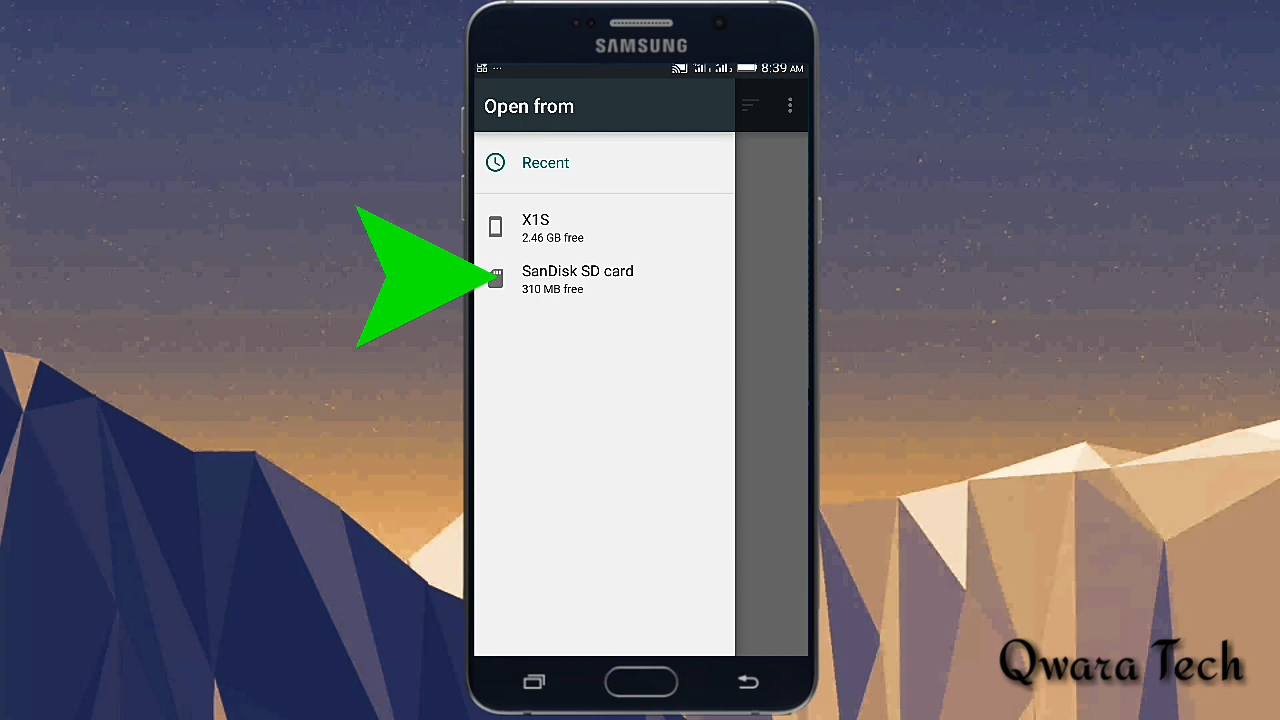 SAMSUNG
8:39 AM
Open from
Recent
X1S
2.46 GB free
SanDisk SD card
310 MB free
Qwara Tech